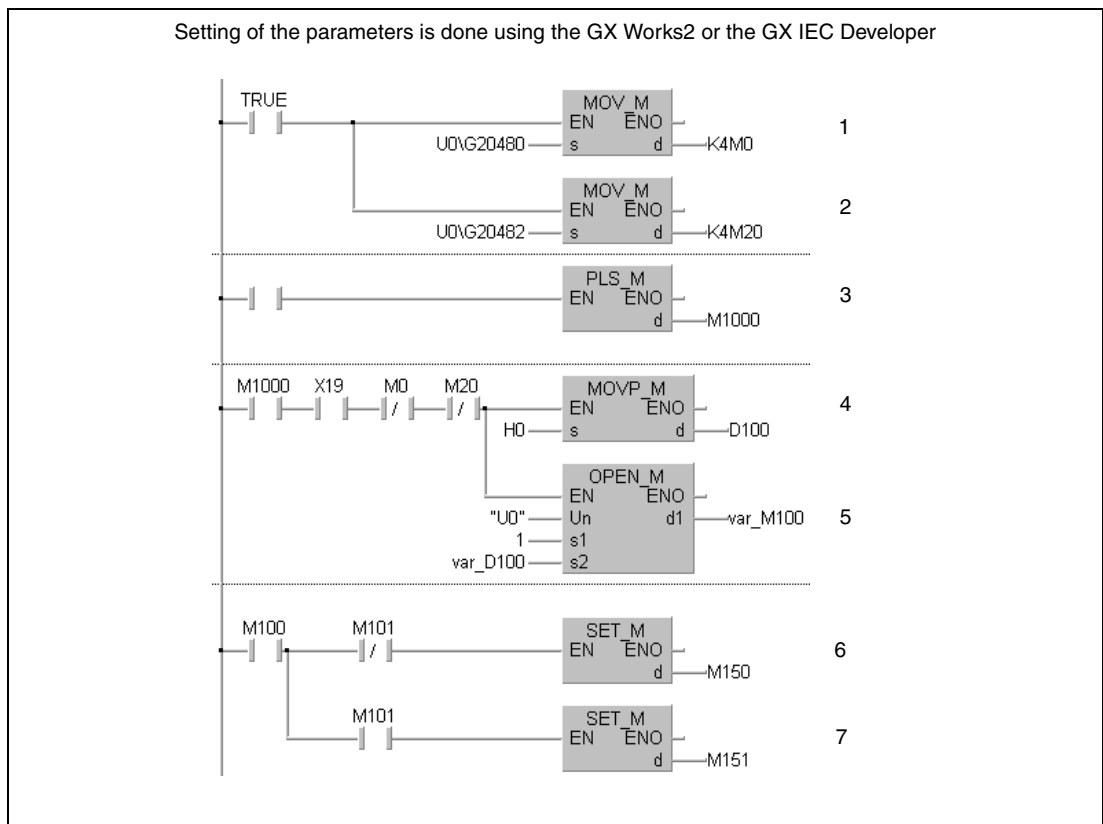 Setting of the parameters is done using the GX Works2 or the GX IEC Developer
TRUE
MOV_M
EN ENO
U0\G20480 s d K4M0
1
MOV_M
EN ENO
U0\G20482 s d K4M20
2
PLS_M
EN ENO
d M1000
3
M1000 X19 M0 M20
MOVP_M
EN ENO
H0 s d D100
4
OPEN_M
EN ENO
"U0" Un d1 var_M100
1 s1
var_D100 s2
5
M100 M101
SET_M
EN ENO
d M150
6
M101
SET_M
EN ENO
d M151
7